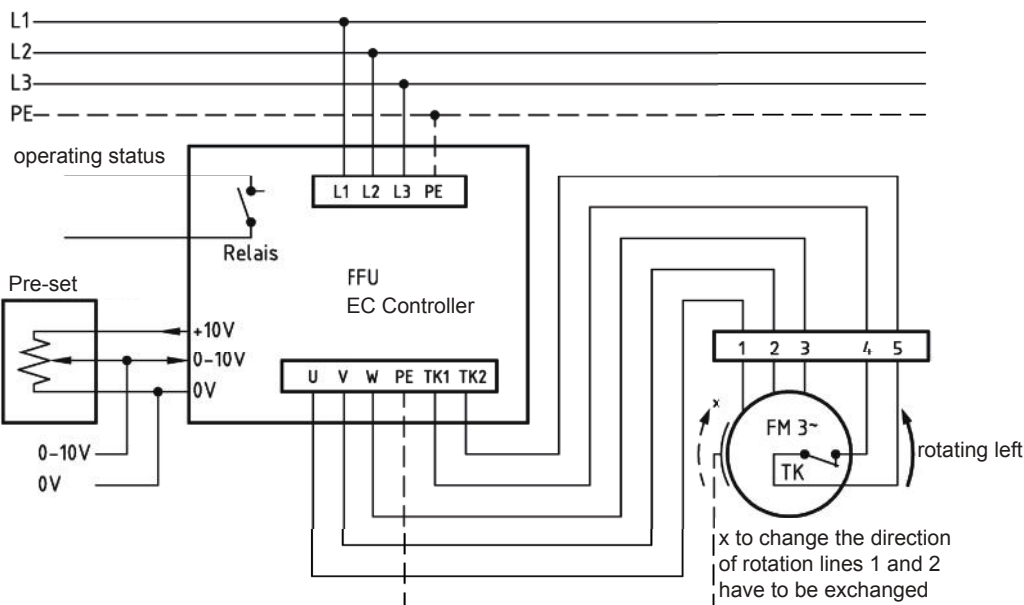 L1
L2
L3
PE
operating status
L1 L2 L3 PE
Relais
Pre-set
FFU
EC Controller
+10V
0-10V
0V
U V W PE TK1 TK2
1 2 3 4 5
x
FM 3~
TK
rotating left
0-10V
0V
x to change the direction
of rotation lines 1 and 2
have to be exchanged